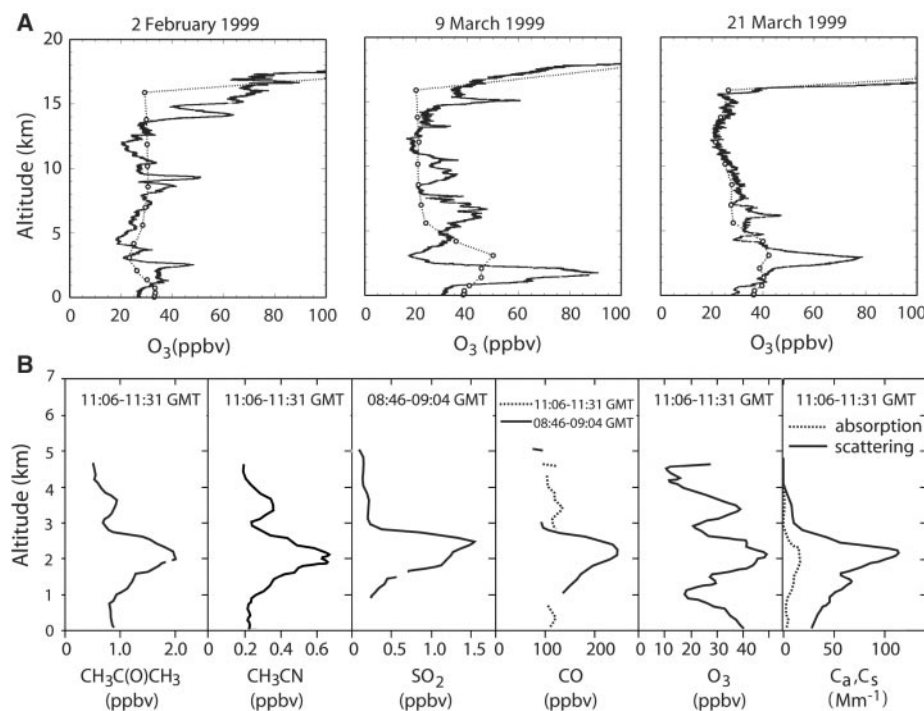 A
2 February 1999
9 March 1999
21 March 1999
Altitude (km)
20
15
10
5
0
0 20 40 60 80 100
0 20 40 60 80 100
0 20 40 60 80 100
O3(ppbv)
O3 (ppbv)
O3(ppbv)
B
Altitude (km)
7
6
5
4
3
2
1
0
11:06-11:31 GMT
11:06-11:31 GMT
08:46-09:04 GMT
11:06-11:31 GMT
08:46-09:04 GMT
11:06-11:31 GMT
11:06-11:31 GMT
absorption
scattering
0 1.0 2.0
0 0.2 0.4 0.6
0 0.5 1.0 1.5
100 200
0 10 30 50
0 50 100
CH3C(O)CH3
(ppbv)
CH3CN
(ppbv)
SO2
(ppbv)
CO
(ppbv)
O3
(ppbv)
Ca,Cs
(Mm-1)